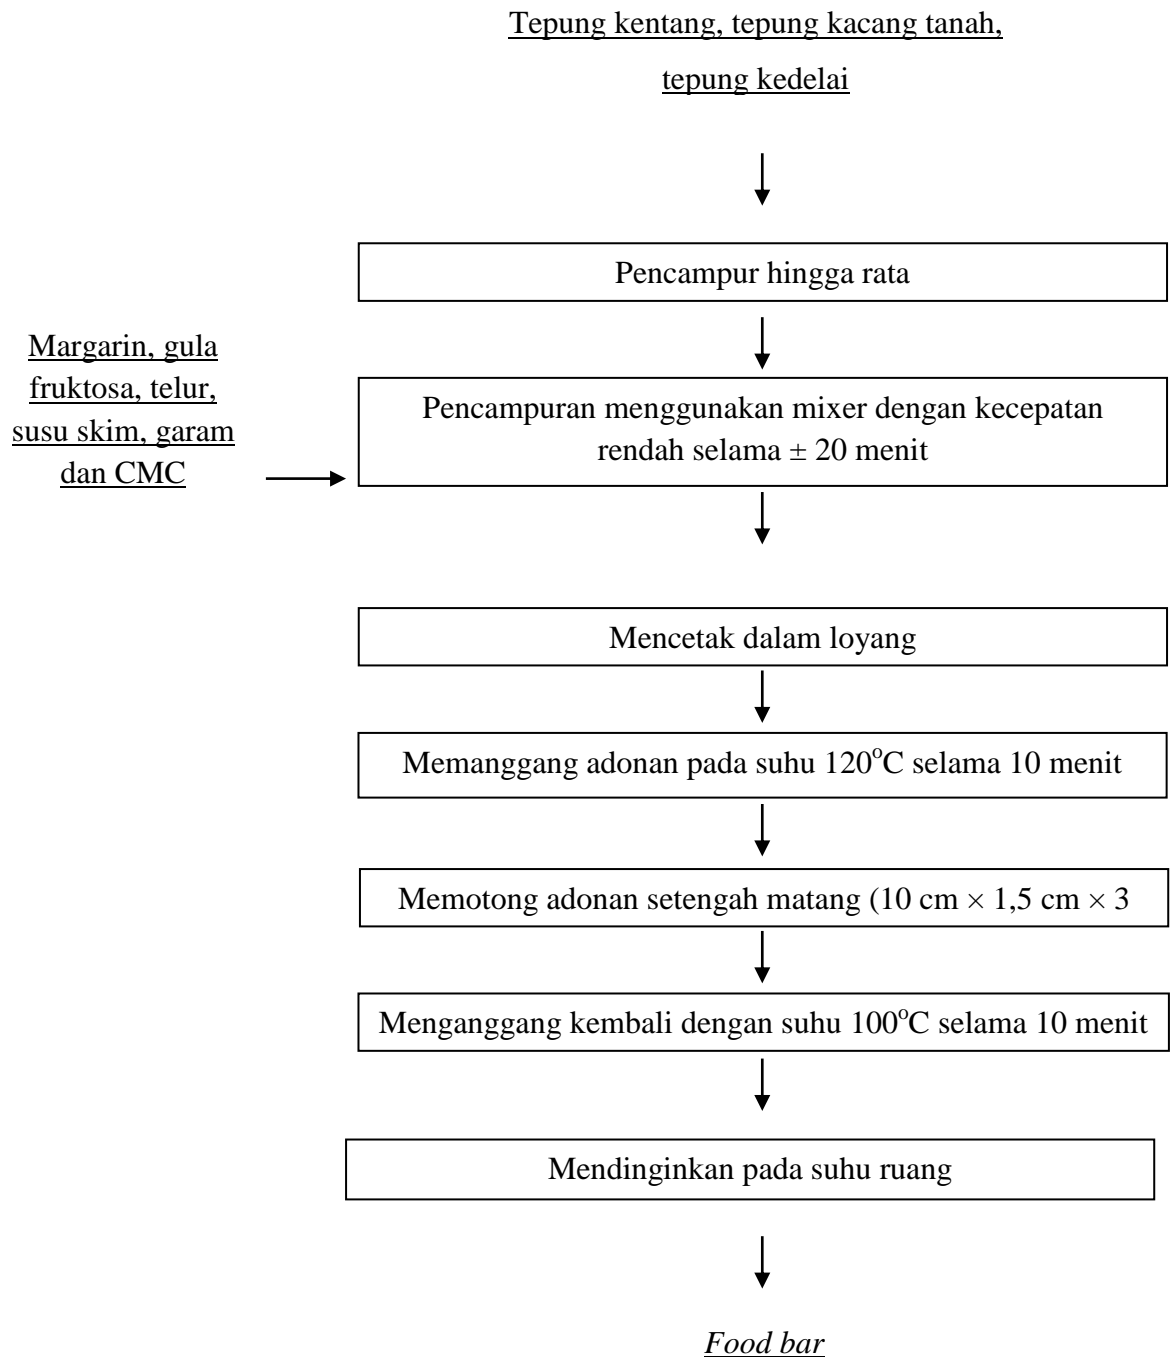 Tepung kentang, tepung kacang tanah,
tepung kedelai
Pencampur hingga rata
Margarin, gula
fruktosa, telur,
susu skim, garam
dan CMC
Pencampuran menggunakan mixer dengan kecepatan
rendah selama ± 20 menit
Mencetak dalam loyang
Memanggang adonan pada suhu 120°C selama 10 menit
Memotong adonan setengah matang (10 cm × 1,5 cm × 3
Menganggang kembali dengan suhu 100°C selama 10 menit
Mendinginkan pada suhu ruang
Food bar